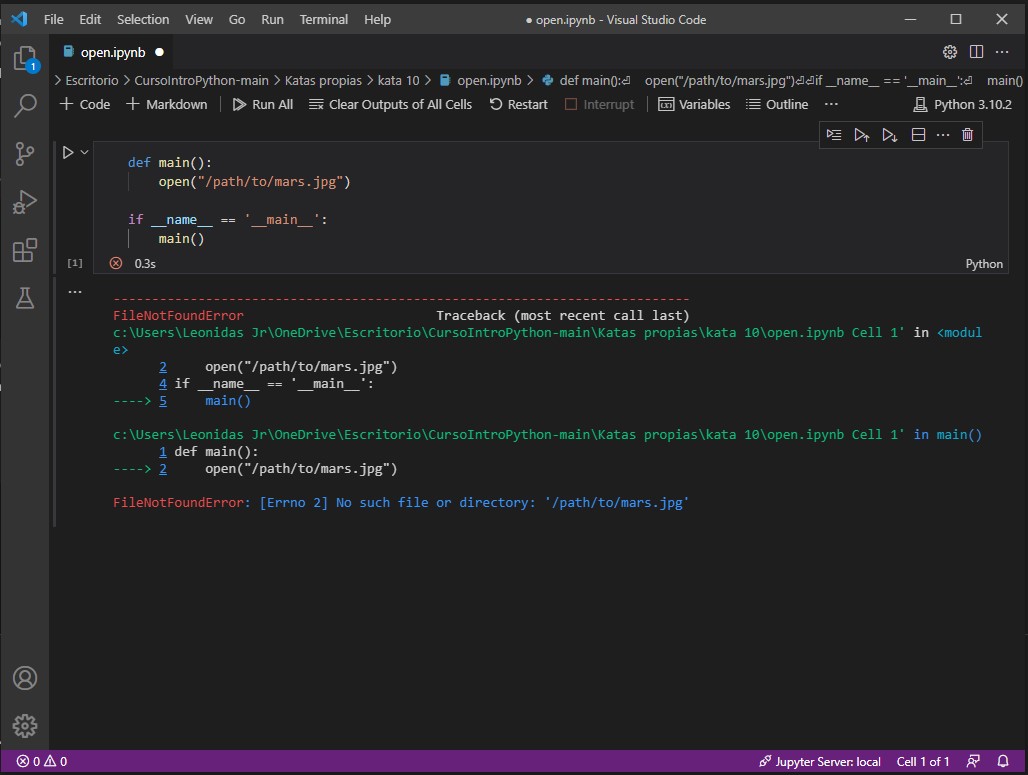 File Edit Selection View Go Run Terminal Help ● open.ipynb - Visual Studio Code
1
open.ipynb ●
> Escritorio > CursoIntroPython-main > Katas propias > kata 10 > open.ipynb > def main():⏎ open("/path/to/mars.jpg")⏎⏎if __name__ == '__main__':⏎ main()
+ Code + Markdown Run All Clear Outputs of All Cells Restart Interrupt Variables Outline ... Python 3.10.2
def main():
open("/path/to/mars.jpg")
if __name__ == '__main__':
main()
[1] 0.3s Python
...
---------------------------------------------------------------------------
FileNotFoundError Traceback (most recent call last)
c:\Users\Leonidas Jr\OneDrive\Escritorio\CursoIntroPython-main\Katas propias\kata 10\open.ipynb Cell 1' in <modul
e>
2 open("/path/to/mars.jpg")
4 if __name__ == '__main__':
----> 5 main()
c:\Users\Leonidas Jr\OneDrive\Escritorio\CursoIntroPython-main\Katas propias\kata 10\open.ipynb Cell 1' in main()
1 def main():
----> 2 open("/path/to/mars.jpg")
FileNotFoundError: [Errno 2] No such file or directory: '/path/to/mars.jpg'
0 0 Jupyter Server: local Cell 1 of 1